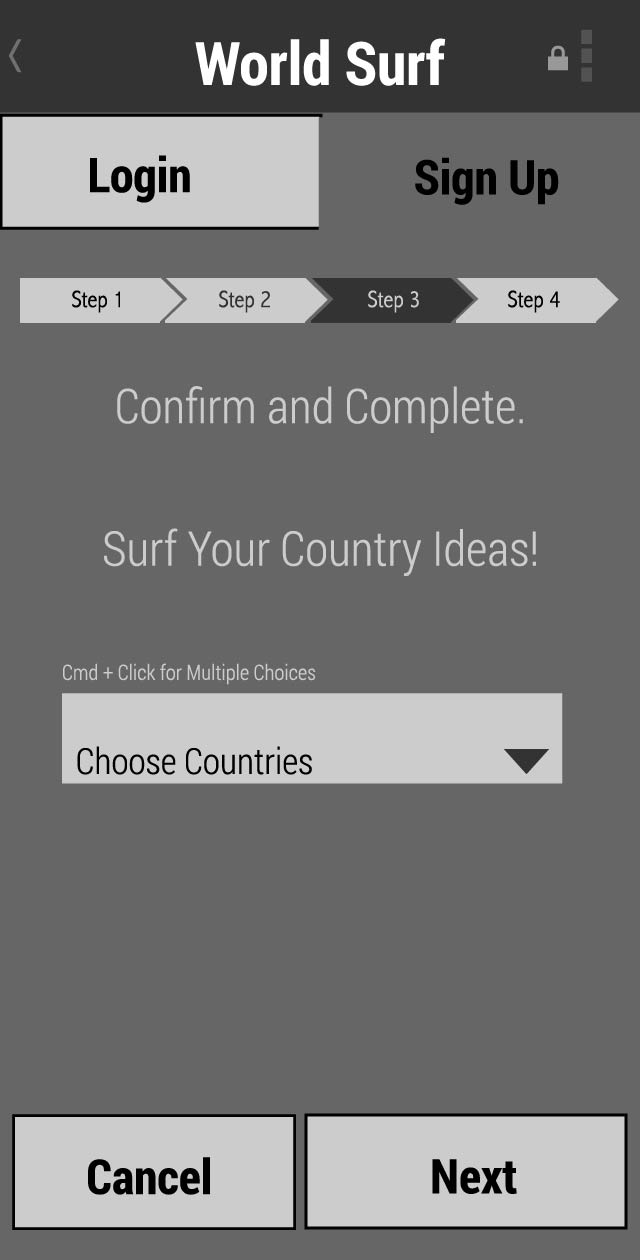 World Surf
Login
Sign Up
Step 1
Step 2
Step 3
Step 4
Confirm and Complete.
Surf Your Country Ideas!
Cmd + Click for Multiple Choices
Choose Countries
Cancel
Next